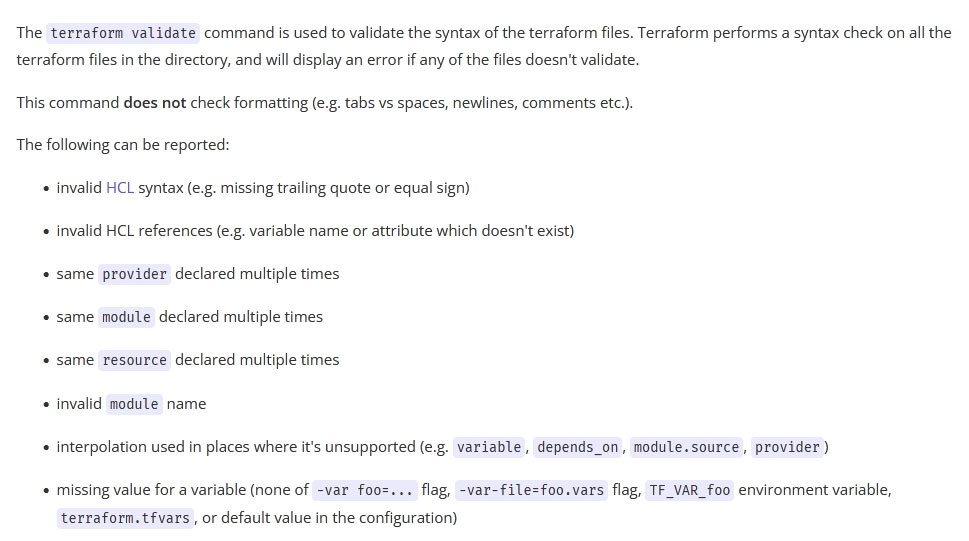 The terraform validate command is used to validate the syntax of the terraform files. Terraform performs a syntax check on all the
terraform files in the directory, and will display an error if any of the files doesn't validate.
This command does not check formatting (e.g. tabs vs spaces, newlines, comments etc.).
The following can be reported:
• invalid HCL syntax (e.g. missing trailing quote or equal sign)
• invalid HCL references (e.g. variable name or attribute which doesn't exist)
• same provider declared multiple times
• same module declared multiple times
• same resource declared multiple times
• invalid module name
• interpolation used in places where it's unsupported (e.g. variable, depends_on, module.source, provider)
• missing value for a variable (none of -var foo=... flag, -var-file=foo.vars flag, TF_VAR_foo environment variable,
terraform.tfvars, or default value in the configuration)